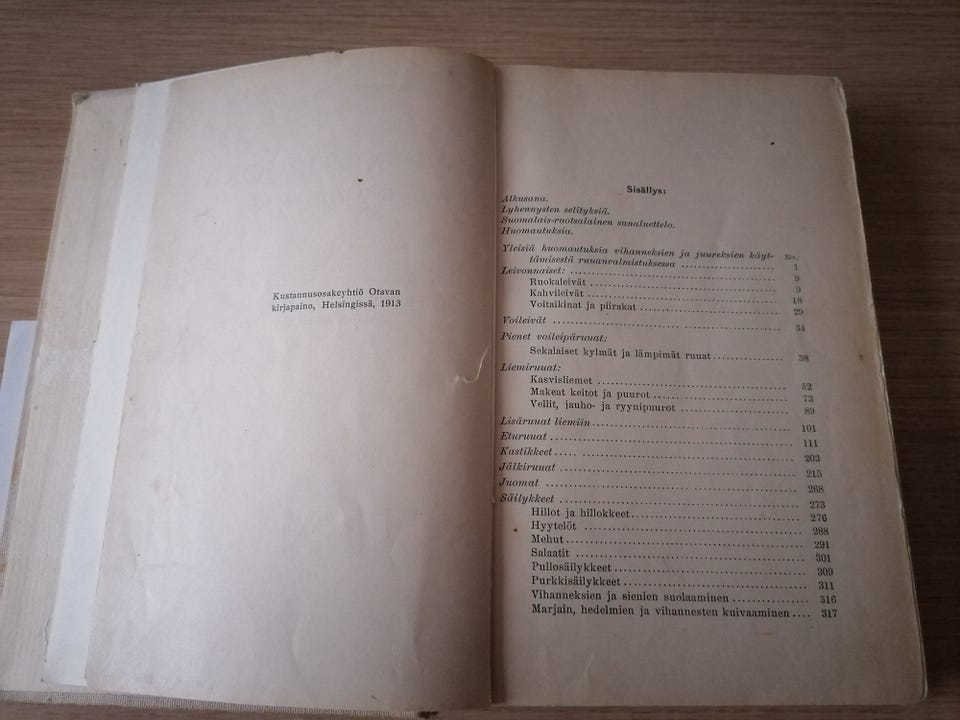 Kustannusosakeyhtiö Otavan
kirjapaino, Helsingissä, 1913
Sisällys:
Alkusana.
Lyhennysten selityksiä.
Suomalais-ruotsalainen sanaluettelo.
Huomautuksia.
Siv.
Yleisiä huomautuksia vihanneksien ja juureksien käyt-
tämisestä ruuanvalmistuksessa .................... 1
Leivonnaiset: .................... 9
Ruokaleivät .................... 9
Kahvileivät .................... 18
Voitaikinat ja piirakat .................... 29
Voileivät .................... 34
Pienet voileipäruuat:
Sekalaiset kylmät ja lämpimät ruuat .................... 38
Liemiruuat:
Kasvisliemet .................... 52
Makeat keitot ja puurot .................... 73
Vellit, jauho- ja ryynipuurot .................... 89
Lisäruuat liemiin .................... 101
Eturuuat .................... 111
Kastikkeet .................... 203
Jälkiruuat .................... 215
Juomat .................... 268
Säilykkeet .................... 273
Hillot ja hillokkeet .................... 276
Hyytelöt .................... 288
Mehut .................... 291
Salaatit .................... 301
Pullosäilykkeet .................... 309
Purkkisäilykkeet .................... 311
Vihanneksien ja sienien suolaaminen .................... 316
Marjain, hedelmien ja vihannesten kuivaaminen .... 317